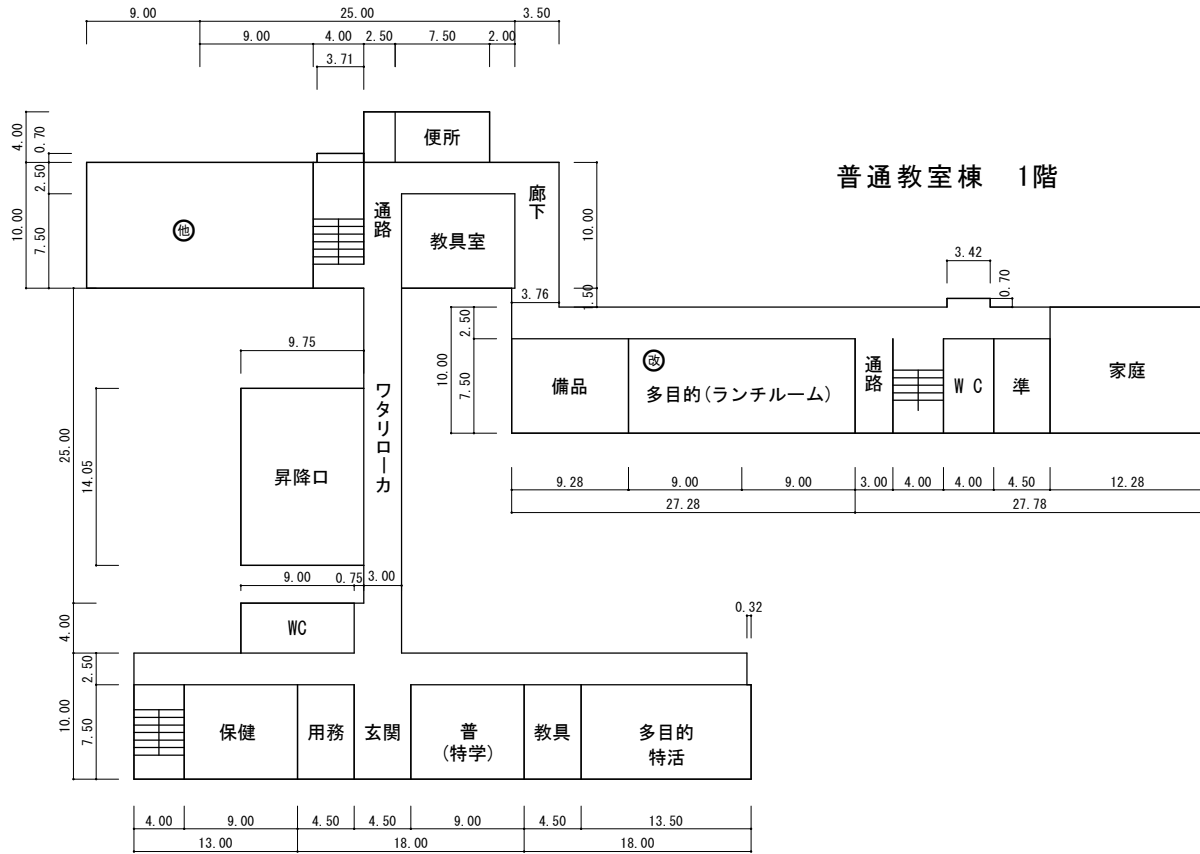 9.00 25.00 3.50
9.00 4.00 2.50 7.50 2.00
3.71
4.00
0.70
便所
普通教室棋 1階
10.00
2.50
7.50
他
通路
教具室
廊下
10.00
3.42
0.70
3.76
1.50
10.00
2.50
7.50
備品
改
多目的(ランチルーム)
通路
WC
準
家庭
9.28 9.00 9.00 3.00 4.00 4.00 4.50 12.28
27.28 27.78
9.75
25.00
14.05
昇降口
ワタリローカ
9.00 0.75 3.00
4.00
WC
0.32
10.00
2.50
7.50
保健
用務
玄関
普
(特学)
教具
多目的
特活
4.00 9.00 4.50 4.50 9.00 4.50 13.50
13.00 18.00 18.00